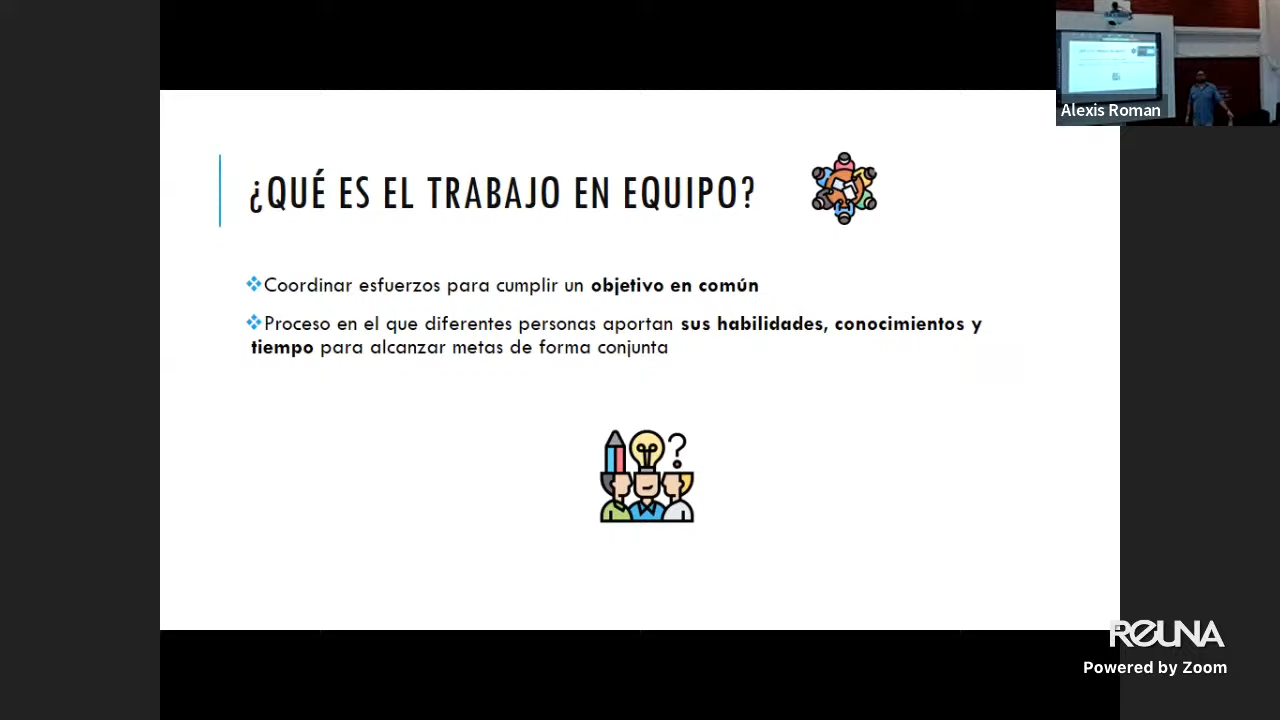 Alexis Roman
¿QUÉ ES EL TRABAJO EN EQUIPO?
❖Coordinar esfuerzos para cumplir un objetivo en común
❖Proceso en el que diferentes personas aportan sus habilidades, conocimientos y
tiempo para alcanzar metas de forma conjunta
?
REUNA
Powered by Zoom